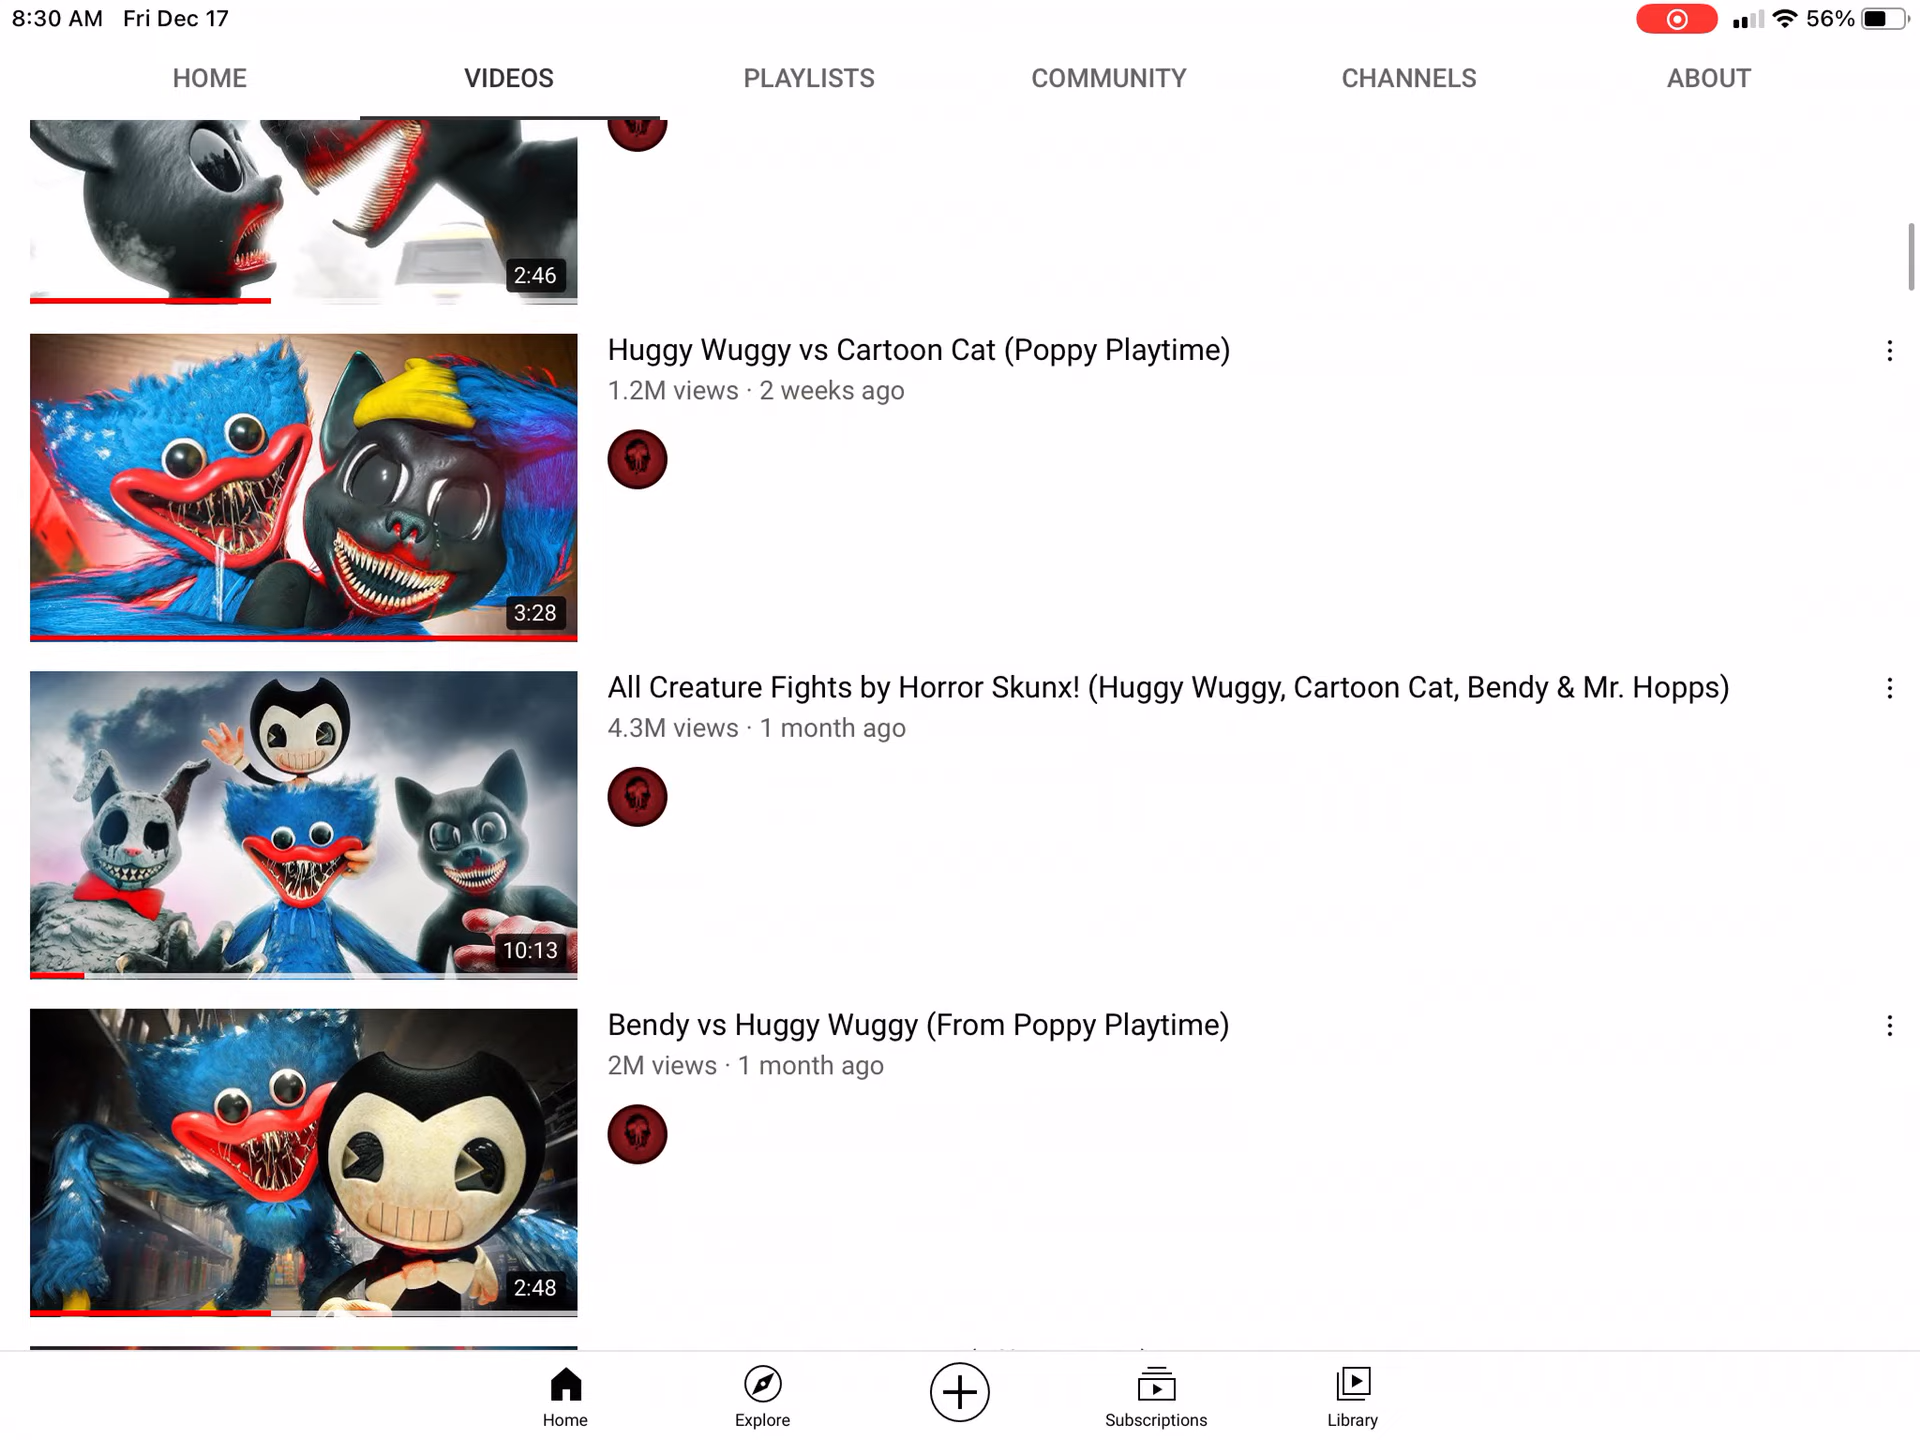 8:30 AM Fri Dec 17
56%
HOME
VIDEOS
PLAYLISTS
COMMUNITY
CHANNELS
ABOUT
2:46
Huggy Wuggy vs Cartoon Cat (Poppy Playtime)
1.2M views · 2 weeks ago
3:28
All Creature Fights by Horror Skunx! (Huggy Wuggy, Cartoon Cat, Bendy & Mr. Hopps)
4.3M views · 1 month ago
10:13
Bendy vs Huggy Wuggy (From Poppy Playtime)
2M views · 1 month ago
2:48
Home
Explore
Subscriptions
Library